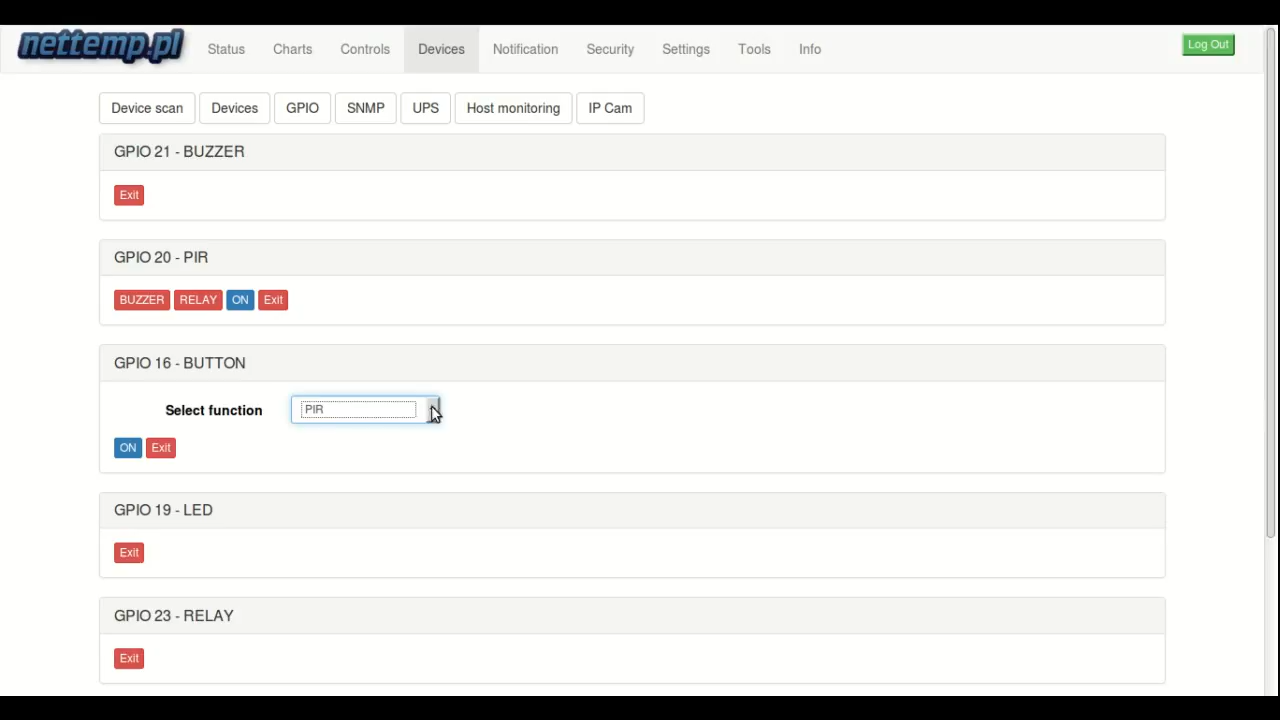 nettemp.pl Status Charts Controls Devices Notification Security Settings Tools Info Log Out
Device scan Devices GPIO SNMP UPS Host monitoring IP Cam
GPIO 21 - BUZZER
Exit
GPIO 20 - PIR
BUZZER RELAY ON Exit
GPIO 16 - BUTTON
Select function PIR
ON Exit
GPIO 19 - LED
Exit
GPIO 23 - RELAY
Exit